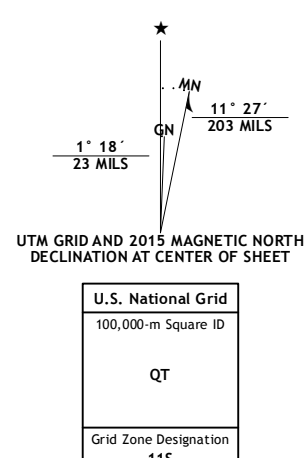 ★
MN
GN
11° 27´
203 MILS
1° 18´
23 MILS
UTM GRID AND 2015 MAGNETIC NORTH
DECLINATION AT CENTER OF SHEET
U.S. National Grid
100,000-m Square ID
QT
Grid Zone Designation
11S